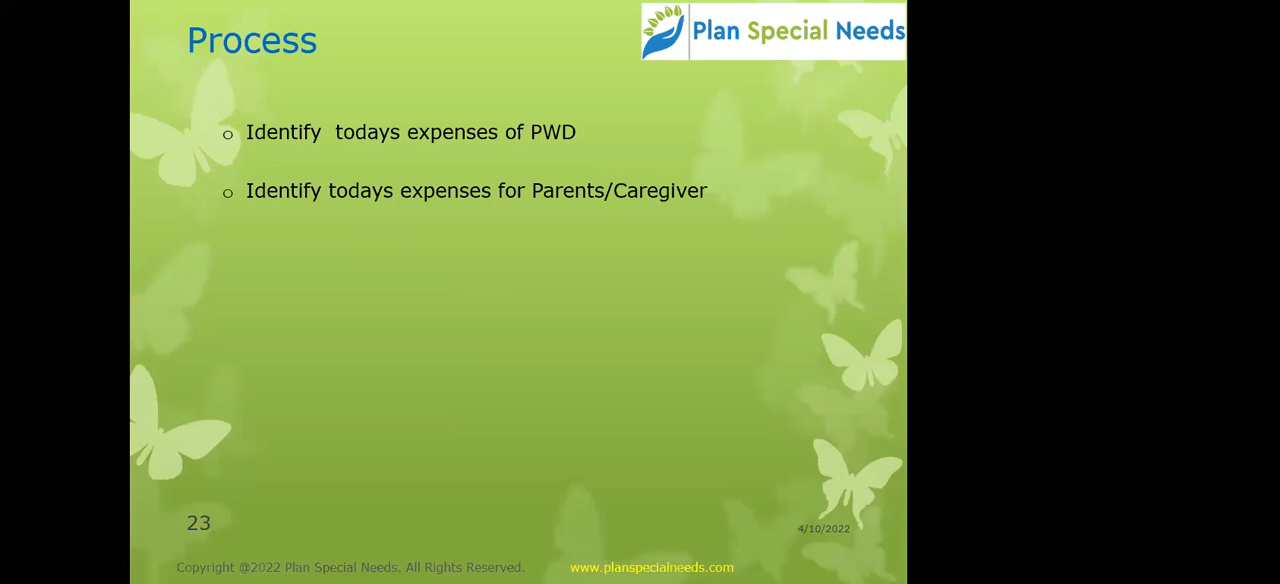 Process
Plan Special Needs
o Identify  todays expenses of PWD
o Identify todays expenses for Parents/Caregiver
23
4/10/2022
Copyright @2022 Plan Special Needs. All Rights Reserved.
www.planspecialneeds.com